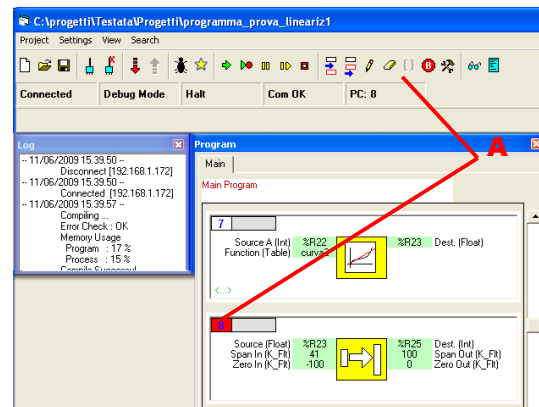 C:\progetti\Testata\Progetti\programma_prova_lineariz1
Project Settings View Search
B
Connected Debug Mode Halt Com OK PC: 8
Log
-- 11/06/2009 15.39.50 --
Disconnect [192.168.1.172]
-- 11/06/2009 15.39.50 --
Connected [192.168.1.172]
-- 11/06/2009 15.39.57 --
Compiling ...
Error Check : OK
Memory Usage
Program : 17 %
Process : 15 %
Compile Successul
Program
Main
Main Program
A
7
Source A (Int) %R22 %R23 Dest. (Float)
Function (Table)
<...>
8
Source (Float) %R23 %R25 Dest. (Int)
Span In (K_Flt) 41 100 Span Out (K_Flt)
Zero In (K_Flt) -100 0 Zero Out (K_Flt)